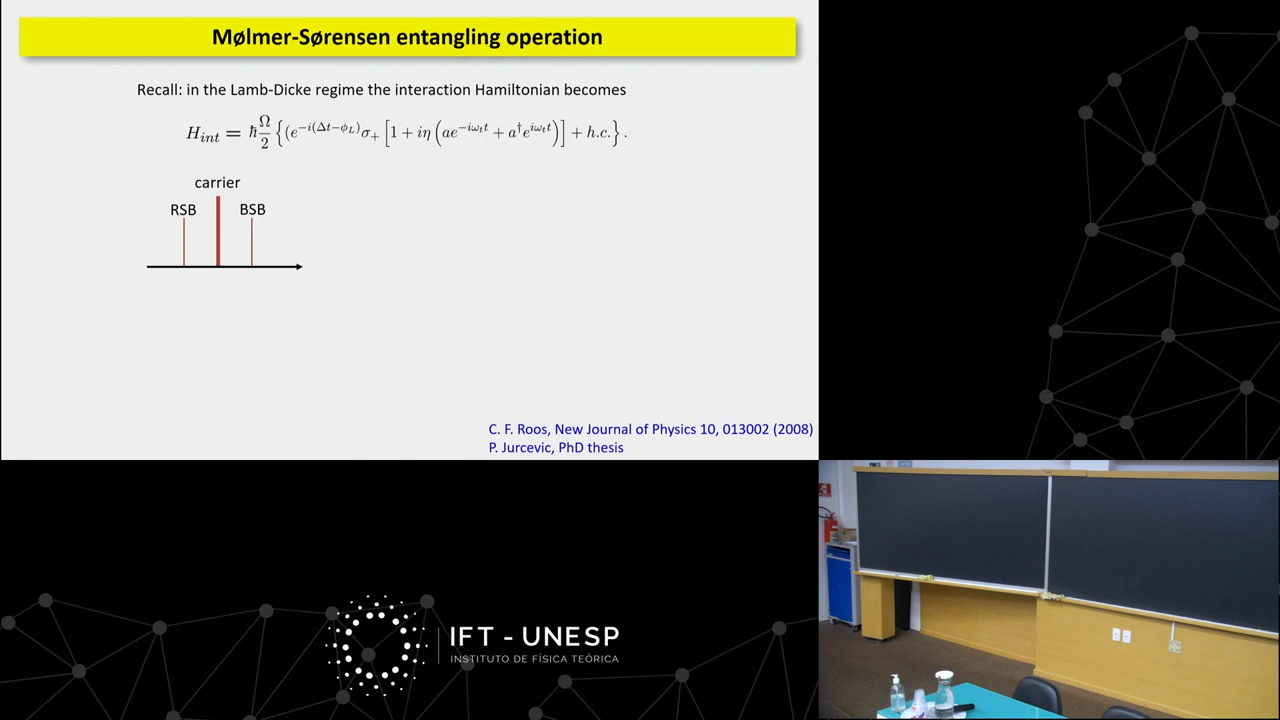 Mølmer-Sørensen entangling operation
Recall: in the Lamb-Dicke regime the interaction Hamiltonian becomes
$H_{int} = \hbar \frac{\Omega}{2} \left\{ (e^{-i(\Delta t - \phi_L)} \sigma_+ \left[ 1 + i\eta \left( a e^{-i\omega_t t} + a^\dagger e^{i\omega_t t} \right) \right] + h.c. \right\}.$
carrier
RSB BSB
C. F. Roos, New Journal of Physics 10, 013002 (2008)
P. Jurcevic, PhD thesis
IFT - UNESP
INSTITUTO DE FÍSICA TEÓRICA